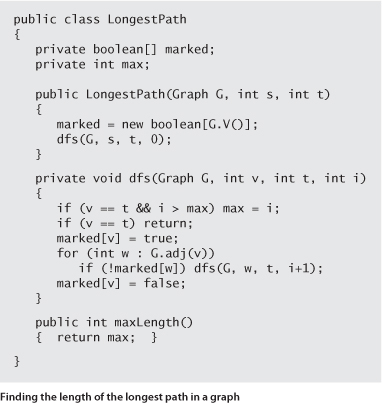 public class LongestPath
{
private boolean[] marked;
private int max;
public LongestPath(Graph G, int s, int t)
{
marked = new boolean[G.V()];
dfs(G, s, t, 0);
}
private void dfs(Graph G, int v, int t, int i)
{
if (v == t && i > max) max = i;
if (v == t) return;
marked[v] = true;
for (int w : G.adj(v))
if (!marked[w]) dfs(G, w, t, i+1);
marked[v] = false;
}
public int maxLength()
{ return max; }
}
Finding the length of the longest path in a graph